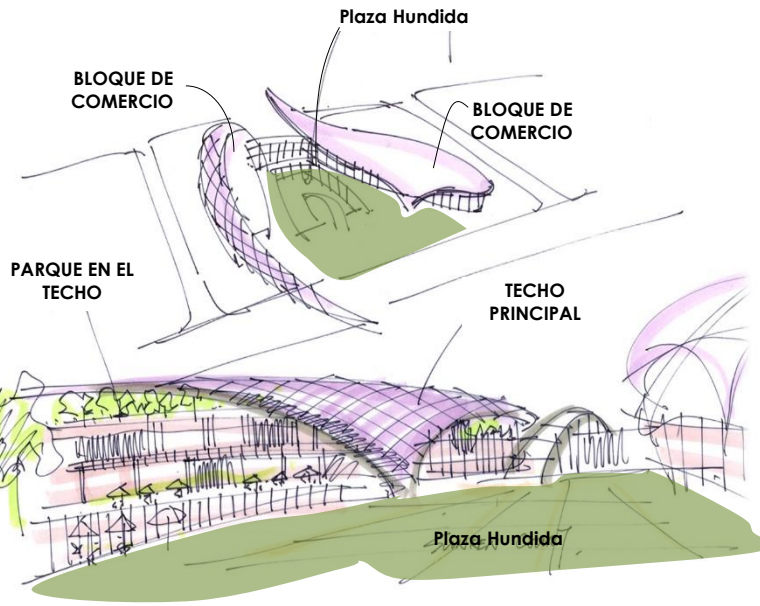 Plaza Hundida
BLOQUE DE
COMERCIO
BLOQUE DE
COMERCIO
PARQUE EN EL
TECHO
TECHO
PRINCIPAL
Plaza Hundida